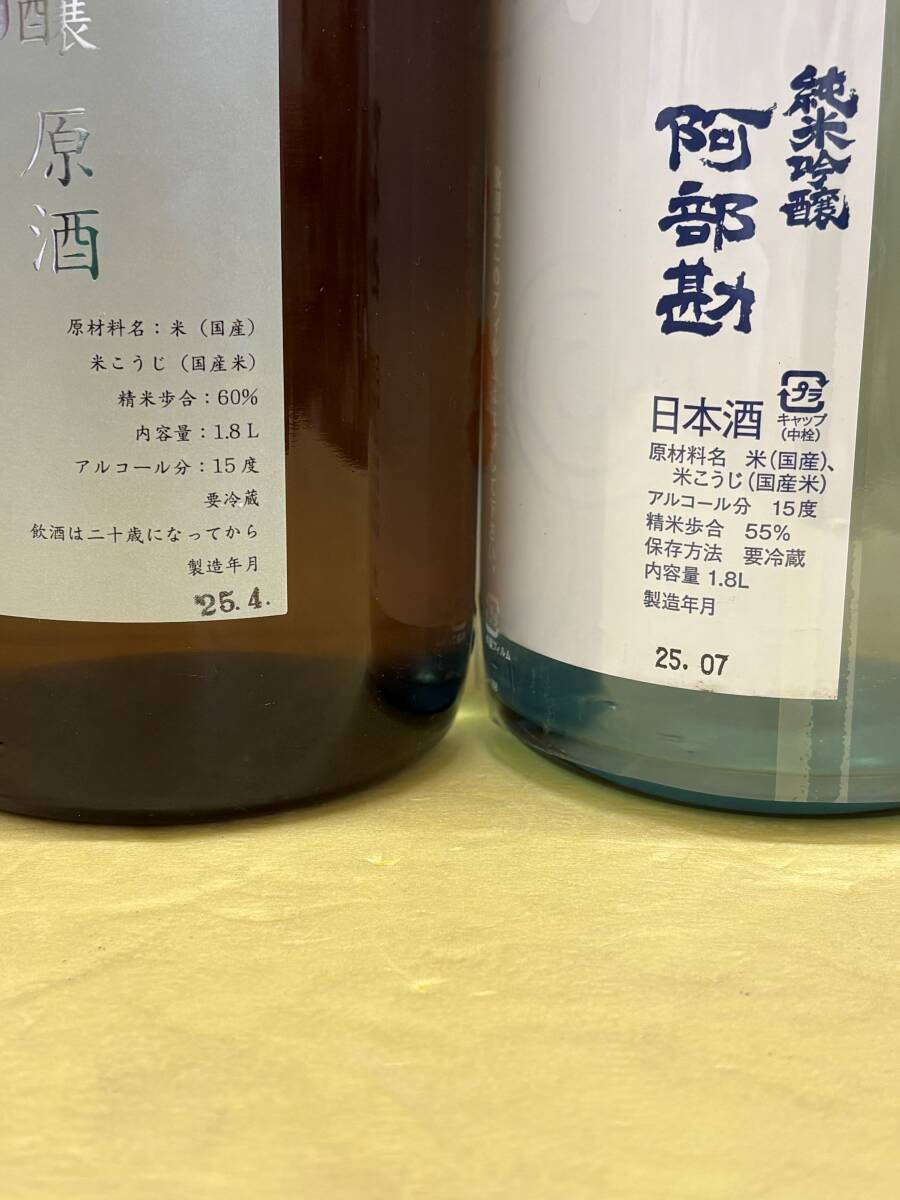 醸 原酒
原材料名：米（国産）
米こうじ（国産米）
精米歩合：60%
内容量：1.8L
アルコール分：15度
要冷蔵
飲酒は二十歳になってから
製造年月
25.4.
純米吟醸
阿部勘
日本酒
プラ
キャップ
（中栓）
原材料名 米（国産）、
米こうじ（国産米）
アルコール分 15度
精米歩合 55%
保存方法 要冷蔵
内容量 1.8L
製造年月
25. 07